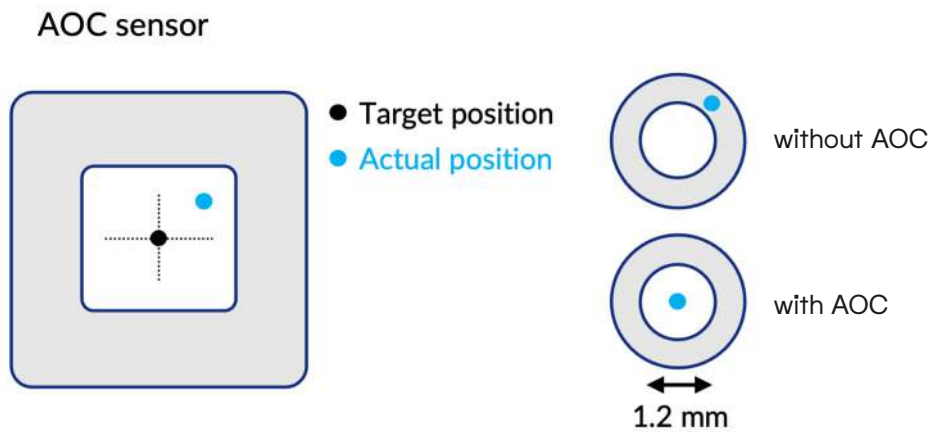 AOC sensor
Target position
Actual position
without AOC
with AOC
1.2 mm